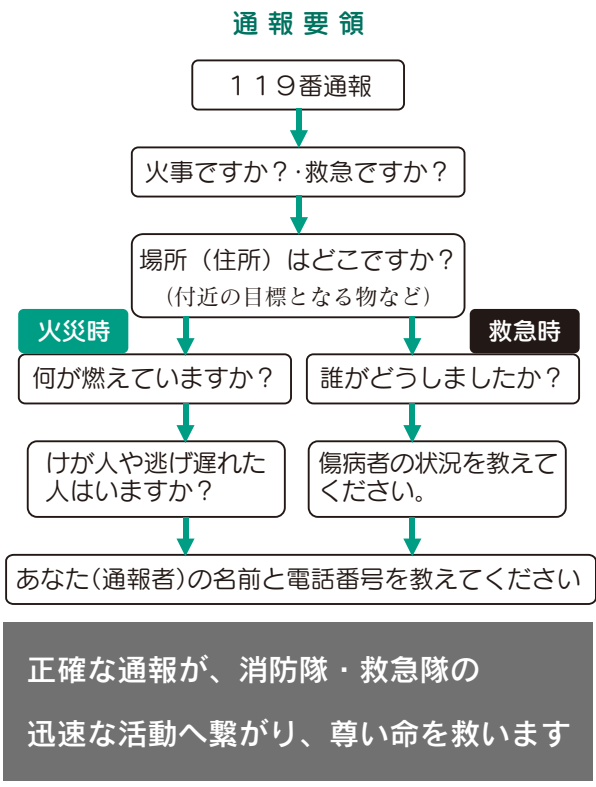 通報要領
１１９番通報
火事ですか？・救急ですか？
場所（住所）はどこですか？
（付近の目標となる物など）
火災時
救急時
何が燃えていますか？
誰がどうしましたか？
けが人や逃げ遅れた
人はいますか？
傷病者の状況を教えて
ください。
あなた（通報者）の名前と電話番号を教えてください
正確な通報が、消防隊・救急隊の
迅速な活動へ繋がり、尊い命を救います